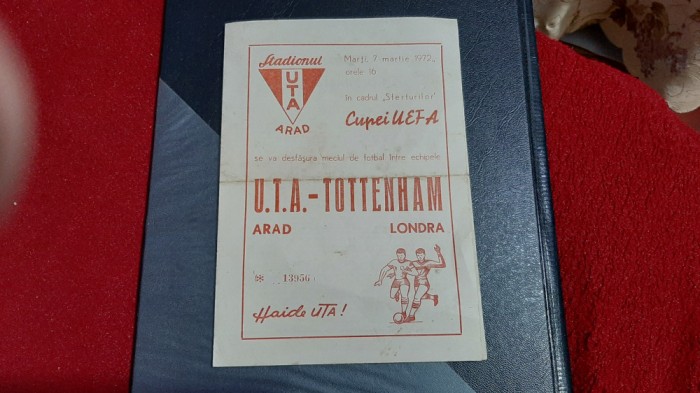 Stadionul
UTA
ARAD
Marți 7 martie 1972,
orele 16
în cadrul „Sferturilor"
Cupei UEFA
se va desfășura meciul de fotbal între echipele
U.T.A.-TOTTENHAM
ARAD LONDRA
* 13956
Haide UTA!